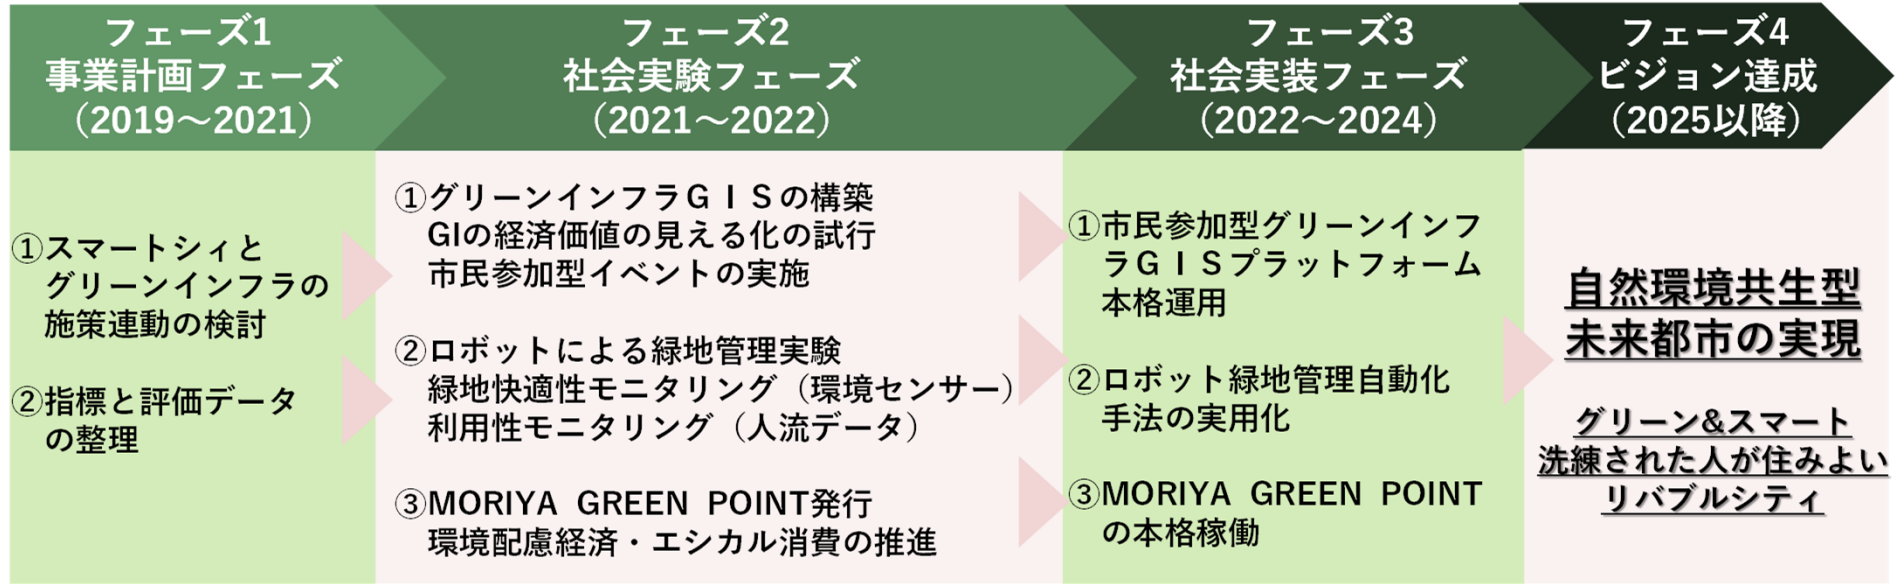 フェーズ1
事業計画フェーズ
（2019～2021）
①スマートシィと
グリーンインフラの
施策連動の検討
②指標と評価データ
の整理
フェーズ2
社会実験フェーズ
（2021～2022）
①グリーンインフラＧＩＳの構築
GIの経済価値の見える化の試行
市民参加型イベントの実施
②ロボットによる緑地管理実験
緑地快適性モニタリング（環境センサー）
利用性モニタリング（人流データ）
③MORIYA GREEN POINT発行
環境配慮経済・エシカル消費の推進
フェーズ3
社会実装フェーズ
（2022～2024）
①市民参加型グリーンインフ
ラＧＩＳプラットフォーム
本格運用
②ロボット緑地管理自動化
手法の実用化
③MORIYA GREEN POINT
の本格稼働
フェーズ4
ビジョン達成
（2025以降）
自然環境共生型
未来都市の実現
グリーン&スマート
洗練された人が住みよい
リバブルシティ